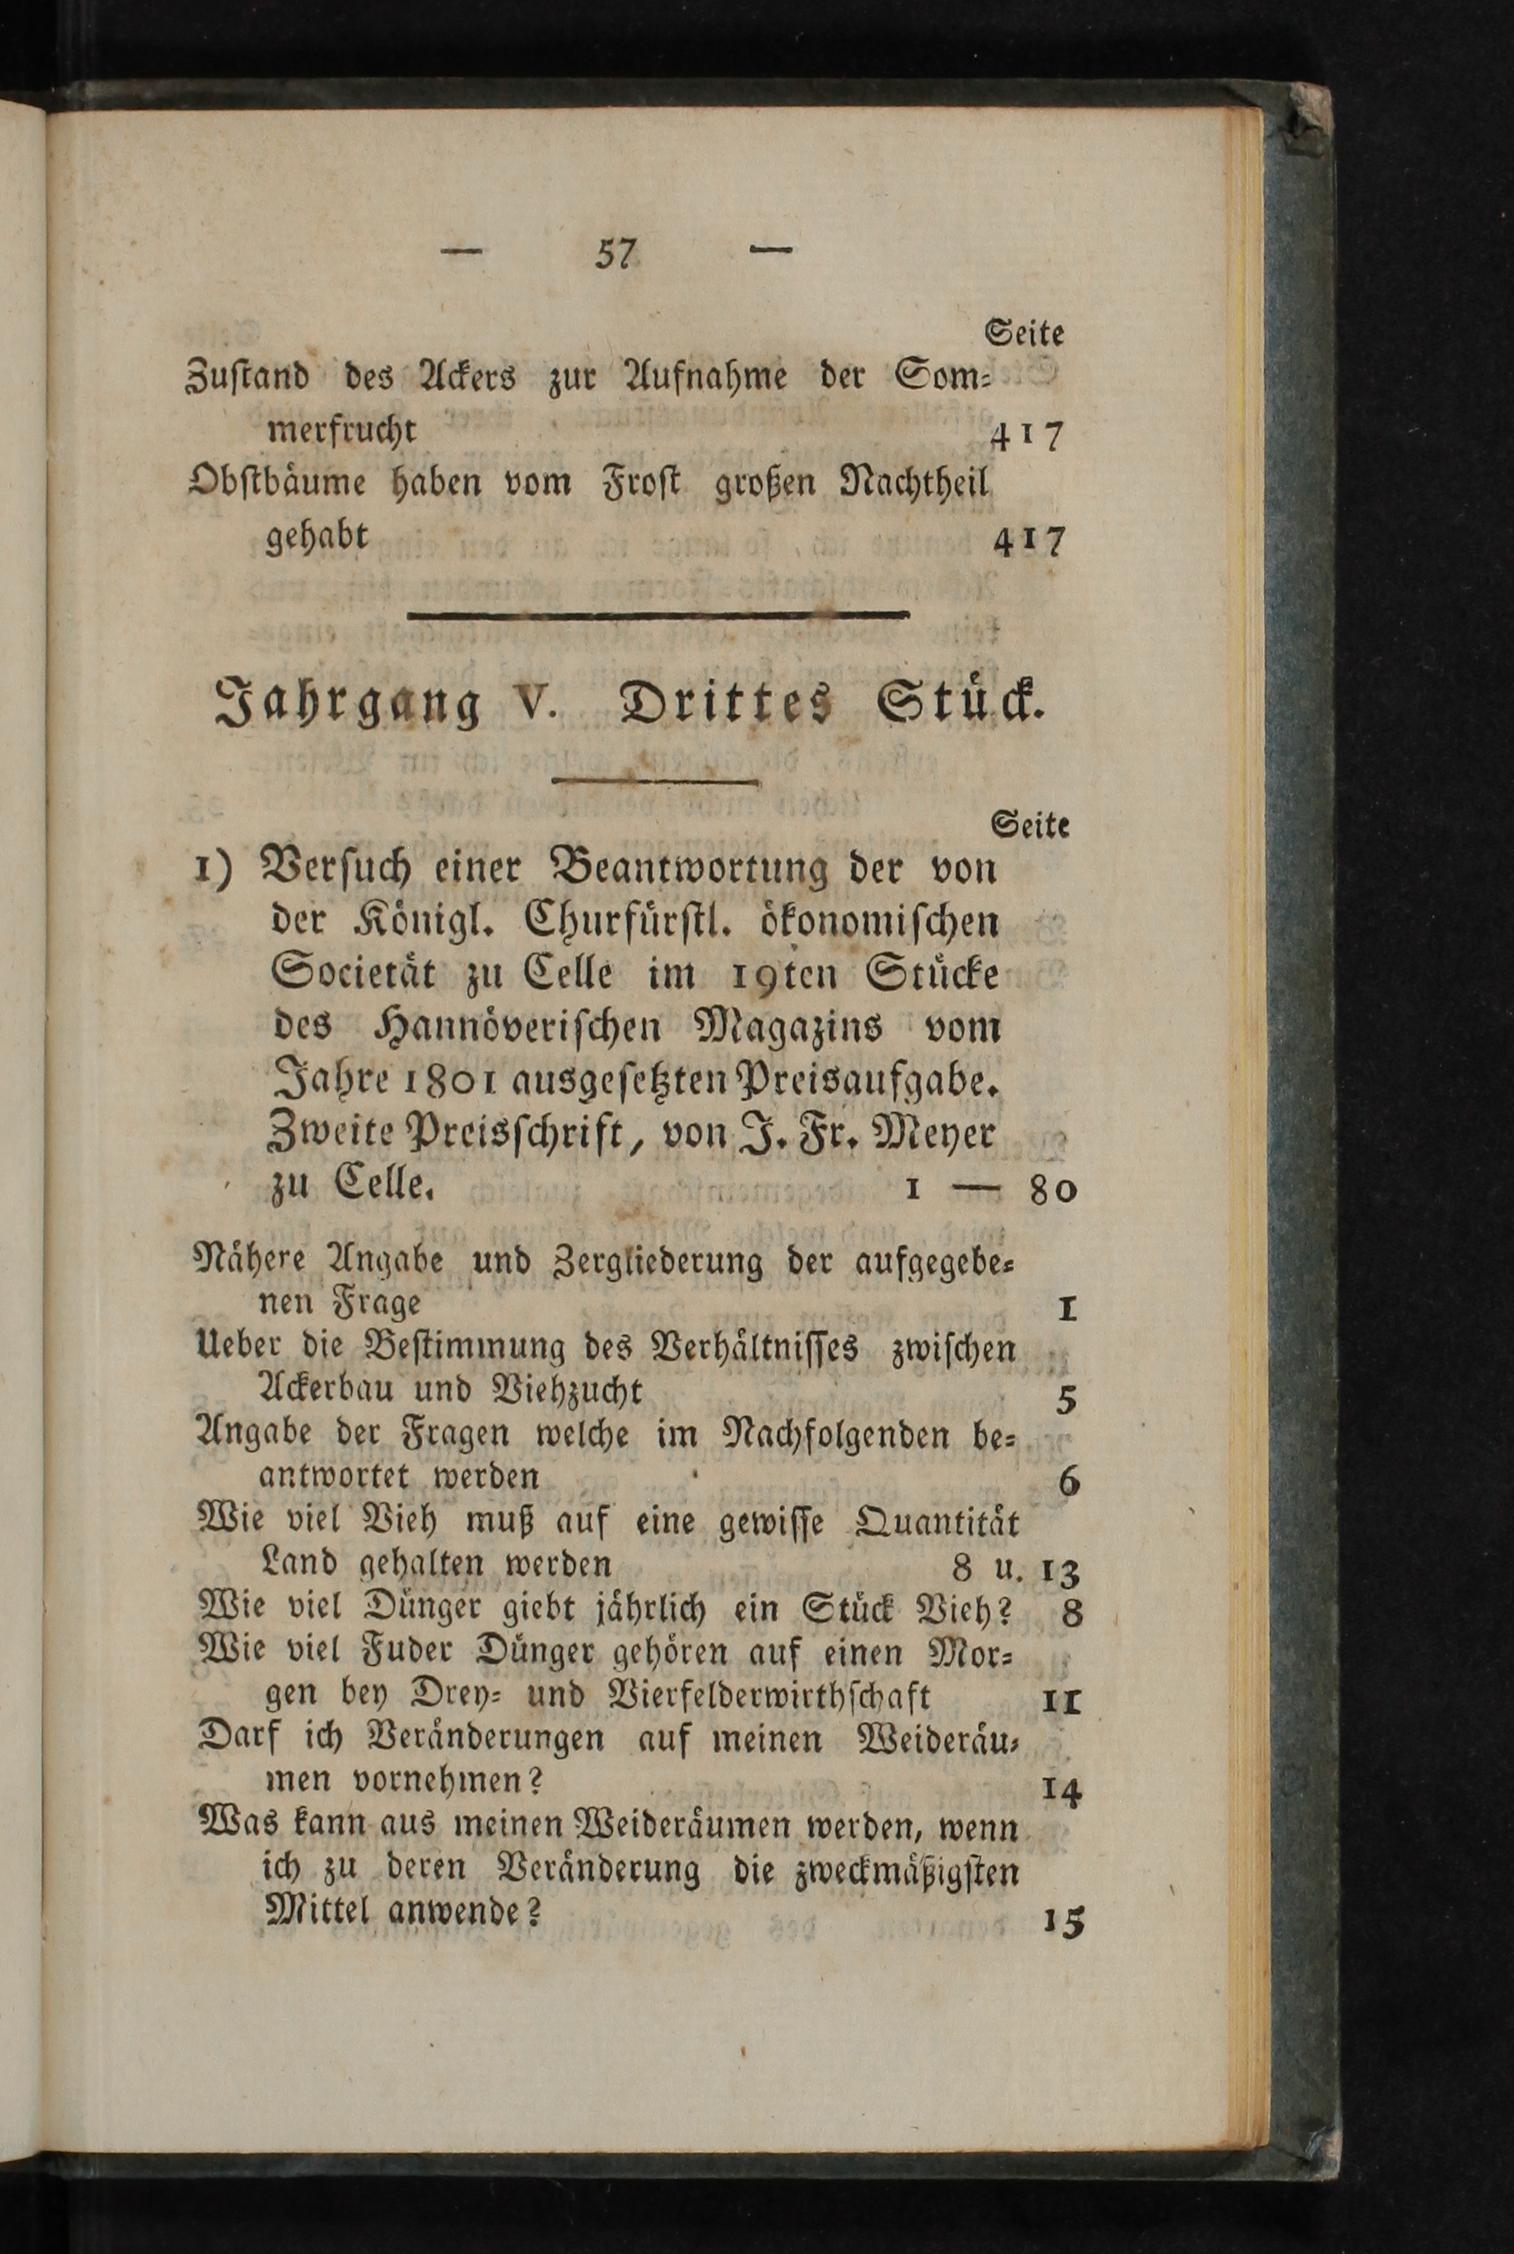 — 57 —
Seite
Zuſtand des Ackers zur Aufnahme der Som⸗
merfrucht 417
Obſtbäume haben vom Froſt großen Nachtheil
gehabt 417
Jahrgang V. Drittes Stück.
Seite
1) Verſuch einer Beantwortung der von
der Königl. Churfürſtl. ökonomiſchen
Societät zu Celle im 19ten Stücke
des Hannöveriſchen Magazins vom
Jahre 1801 ausgeſetzten Preisaufgabe.
Zweite Preisſchrift, von J. Fr. Meyer
zu Celle. 1 — 80
Nähere Angabe und Zergliederung der aufgegebe⸗
nen Frage 1
Ueber die Beſtimmung des Verhältniſſes zwiſchen
Ackerbau und Viehzucht 5
Angabe der Fragen welche im Nachfolgenden be⸗
antwortet werden 6
Wie viel Vieh muß auf eine gewiſſe Quantität
Land gehalten werden 8 u. 13
Wie viel Dünger giebt jährlich ein Stück Vieh? 8
Wie viel Fuder Dünger gehören auf einen Mor⸗
gen bey Drey⸗ und Vierfelderwirthſchaft 11
Darf ich Veränderungen auf meinen Weideräu⸗
men vornehmen? 14
Was kann aus meinen Weideräumen werden, wenn
ich zu deren Veränderung die zweckmäßigſten
Mittel anwende? 15